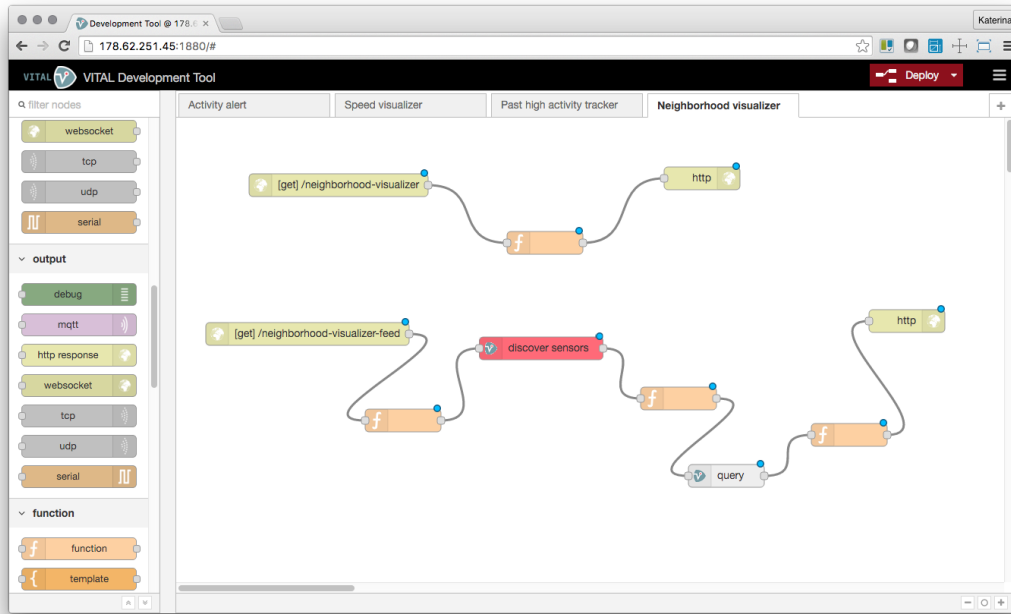 Development Tool @ 178.6
Katerina
178.62.251.45:1880/#
VITAL VITAL Development Tool
Deploy
filter nodes
Activity alert
Speed visualizer
Past high activity tracker
Neighborhood visualizer
websocket
tcp
udp
serial
output
debug
mqtt
http response
websocket
tcp
udp
serial
function
function
template
[get] /neighborhood-visualizer
http
[get] /neighborhood-visualizer-feed
discover sensors
http
query